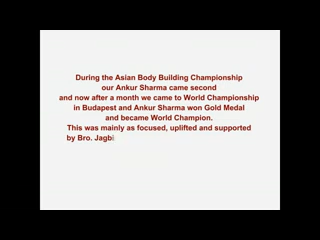 During the Asian Body Building Championship
our Ankur Sharma came second
and now after a month we came to World Championship
in Budapest and Ankur Sharma won Gold Medal
and became World Champion.
This was mainly as focused, uplifted and supported
by Bro. Jagbi